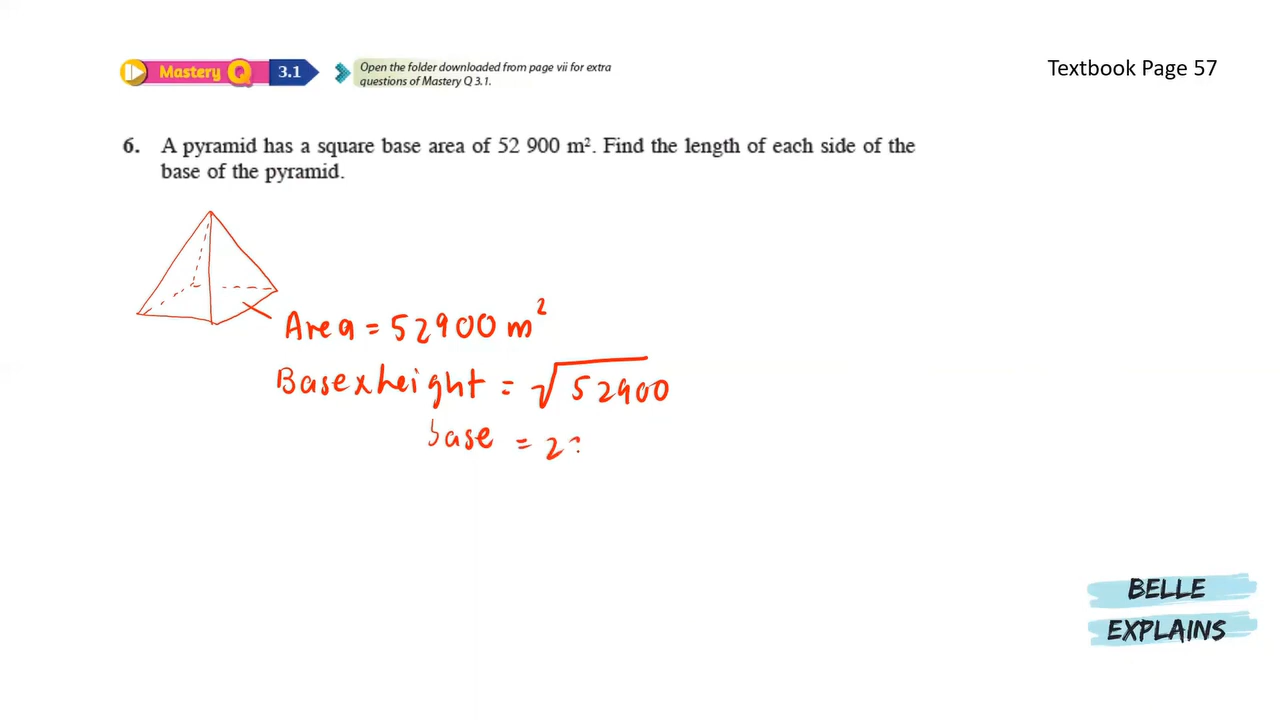 Mastery Q 3.1
Open the folder downloaded from page vii for extra
questions of Mastery Q 3.1.
Textbook Page 57
6. A pyramid has a square base area of 52 900 m². Find the length of each side of the
base of the pyramid.
Area = 52900 m²
Base×height = √52900
base = 2
BELLE
EXPLAINS